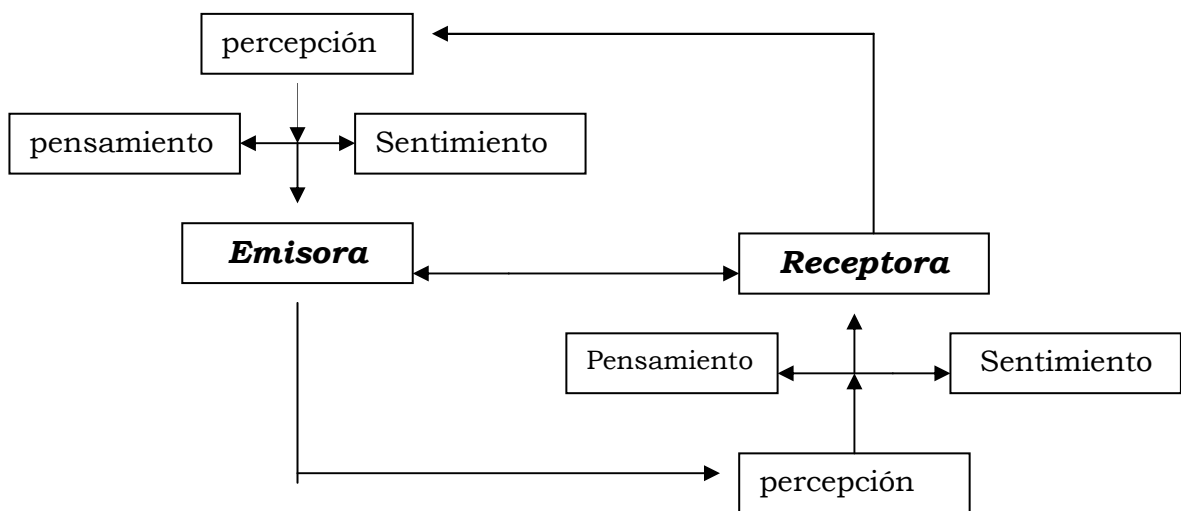 percepción
pensamiento
Sentimiento
Emisora
Receptora
Pensamiento
Sentimiento
percepción